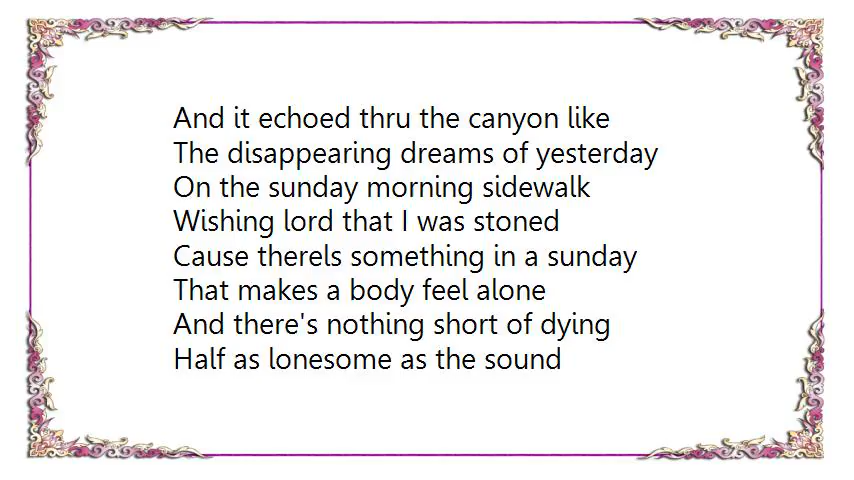 And it echoed thru the canyon like
The disappearing dreams of yesterday
On the sunday morning sidewalk
Wishing lord that I was stoned
Cause therels something in a sunday
That makes a body feel alone
And there's nothing short of dying
Half as lonesome as the sound